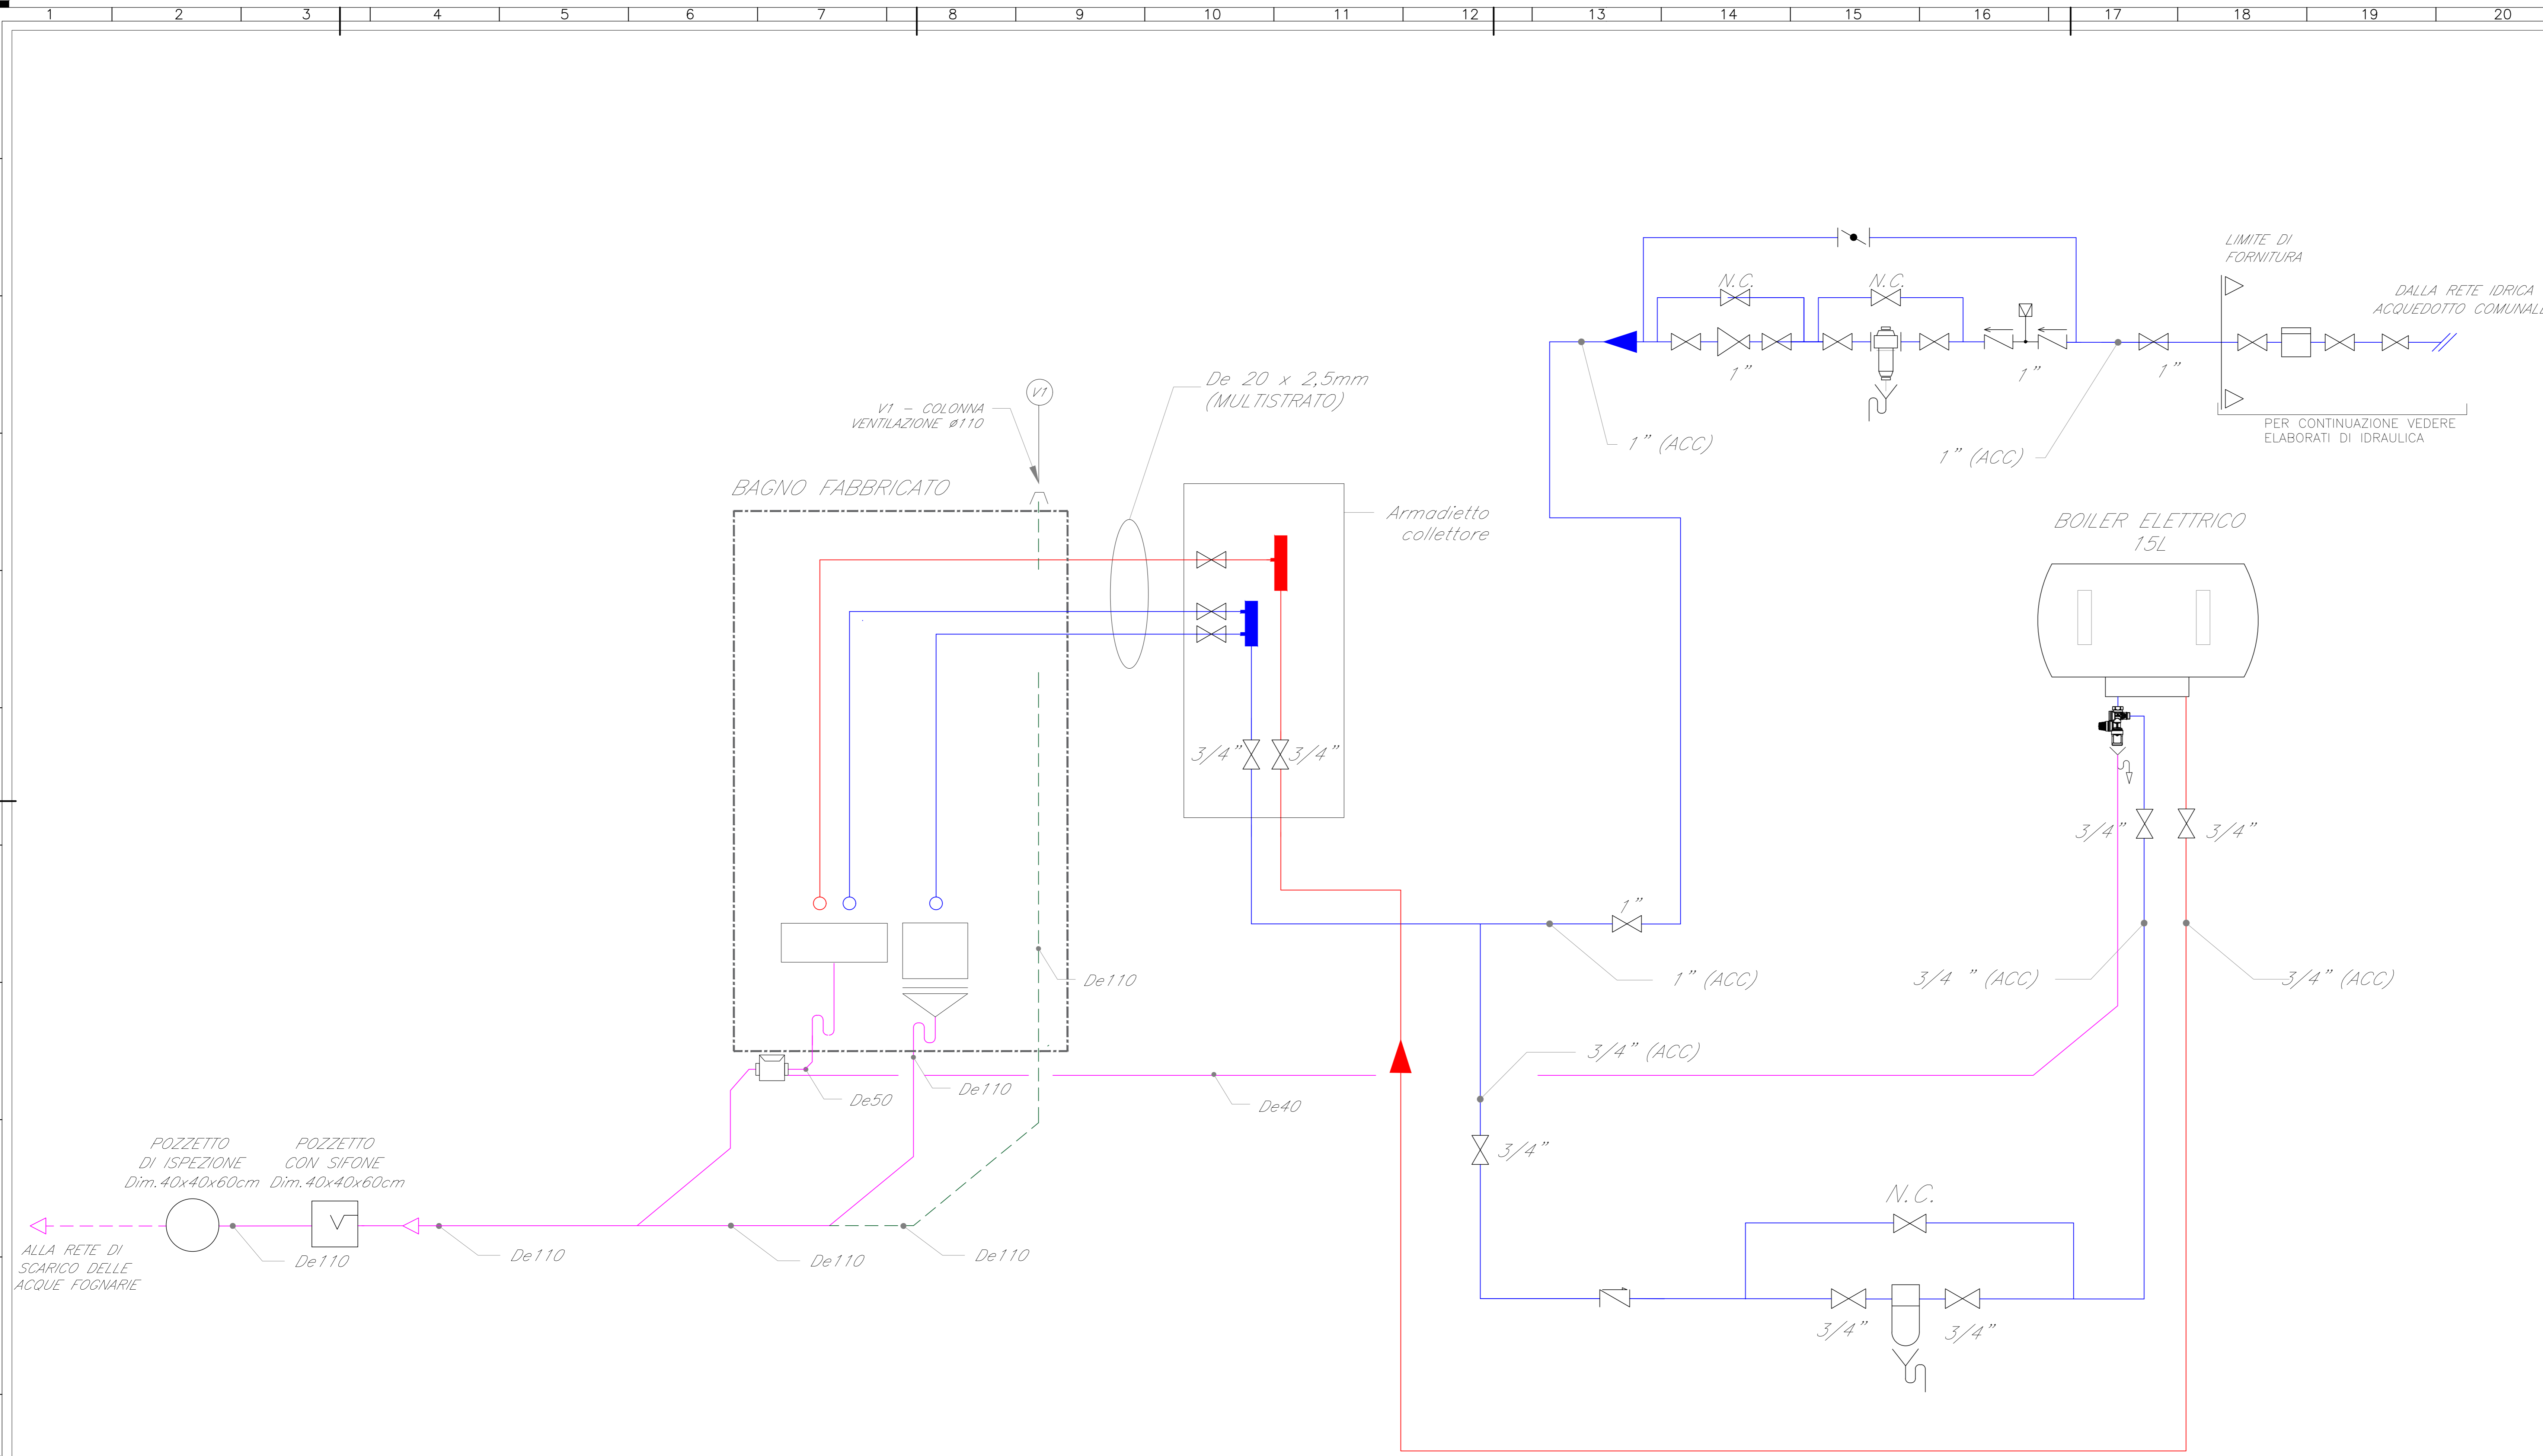 1 2 3 4 5 6 7 8 9 10 11 12 13 14 15 16 17 18 19 20
LIMITE DI
FORNITURA
DALLA RETE IDRICA
N.C.
N.C.
1"
1"
1"
PER CONTINUAZIONE VEDERE
ELABORATI DI IDRAULICA
1" (ACC)
1" (ACC)
V1
V1 - COLONNA
VENTILAZIONE ø110
De 20 x 2,5mm
(MULTISTRATO)
BAGNO FABBRICATO
Armadietto
collettore
BOILER ELETTRICO
15L
3/4"
3/4"
3/4"
3/4"
1"
De110
1" (ACC)
3/4 " (ACC)
3/4" (ACC)
3/4" (ACC)
De50
De110
De40
3/4"
POZZETTO
DI ISPEZIONE
Dim.40x40x60cm
POZZETTO
CON SIFONE
Dim.40x40x60cm
N.C.
ALLA RETE DI
SCARICO DELLE
ACQUE FOGNARIE
De110
De110
De110
De110
3/4"
3/4"